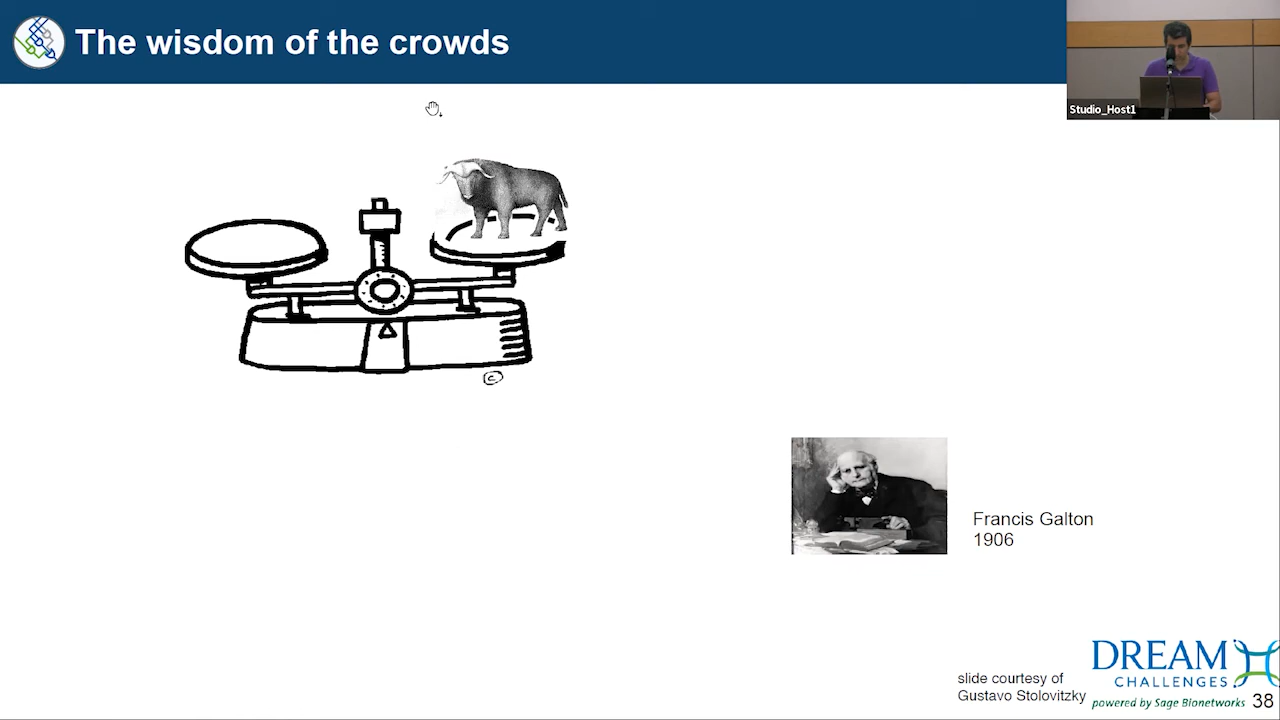 The wisdom of the crowds
Studio_Host1
Francis Galton
1906
slide courtesy of
Gustavo Stolovitzky
DREAM
CHALLENGES
powered by Sage Bionetworks
38